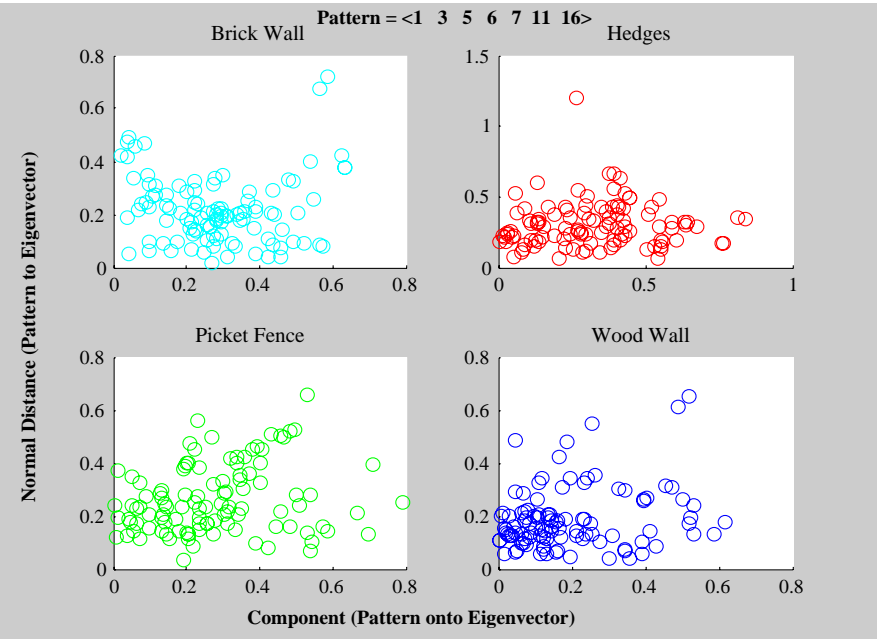 Pattern = <1 3 5 6 7 11 16>
Brick Wall
Hedges
0.8
0.6
0.4
0.2
0
0 0.2 0.4 0.6 0.8
1.5
1
0.5
0
0 0.5 1
Normal Distance (Pattern to Eigenvector)
Picket Fence
Wood Wall
0.8
0.6
0.4
0.2
0
0 0.2 0.4 0.6 0.8
0.8
0.6
0.4
0.2
0
0 0.2 0.4 0.6 0.8
Component (Pattern onto Eigenvector)